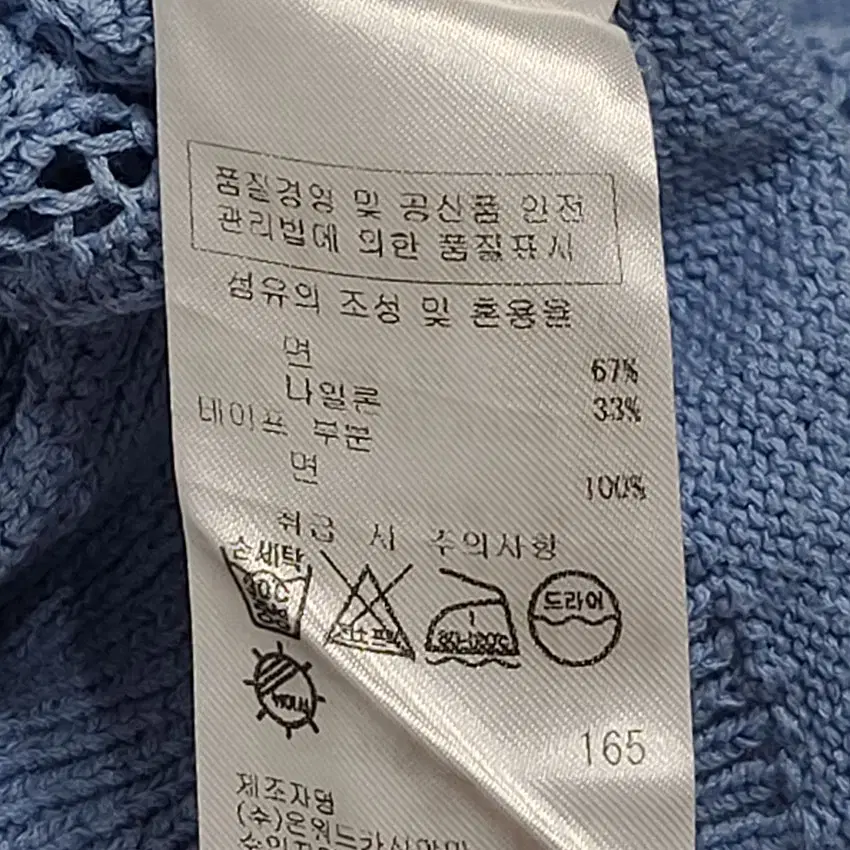 품질경영 및 공산품 안전
관리법에 의한 품질표시
섬유의 조성 및 혼용율
면 67%
나일론 33%
테이프 부분
면 100%
취급 시 주의사항
손세탁
드라이
165
제조자명